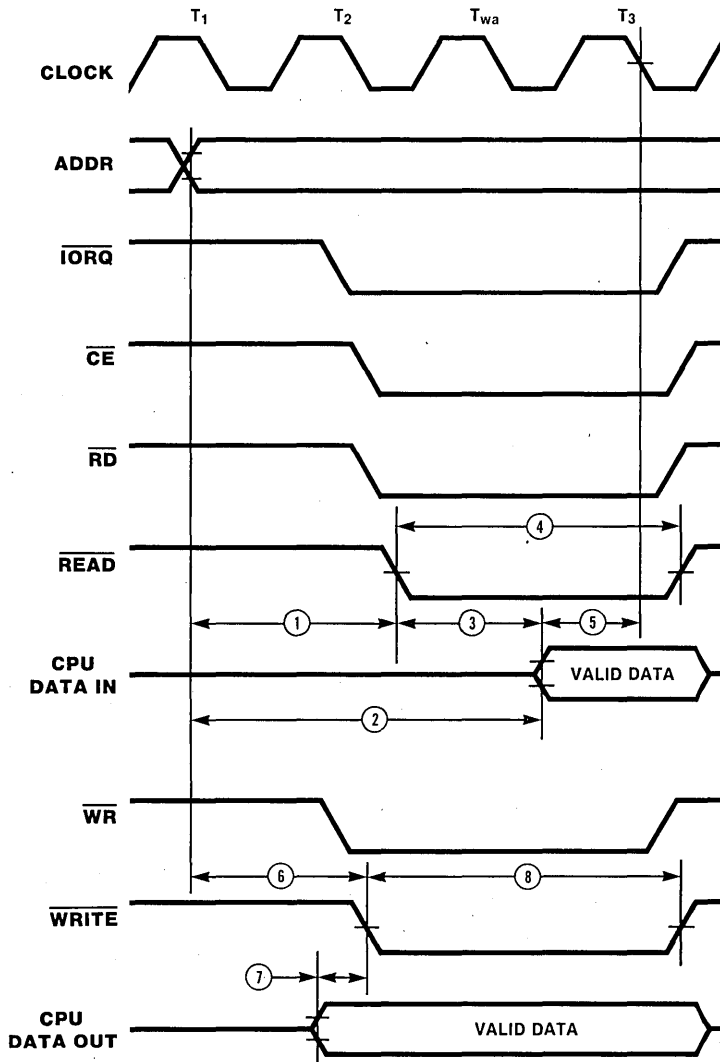 T1 T2 Twa T3
CLOCK
ADDR
IORQ
CE
RD
4
READ
1 3 5
CPU
DATA IN
VALID DATA
2
WR
6 8
WRITE
7
CPU
DATA OUT
VALID DATA